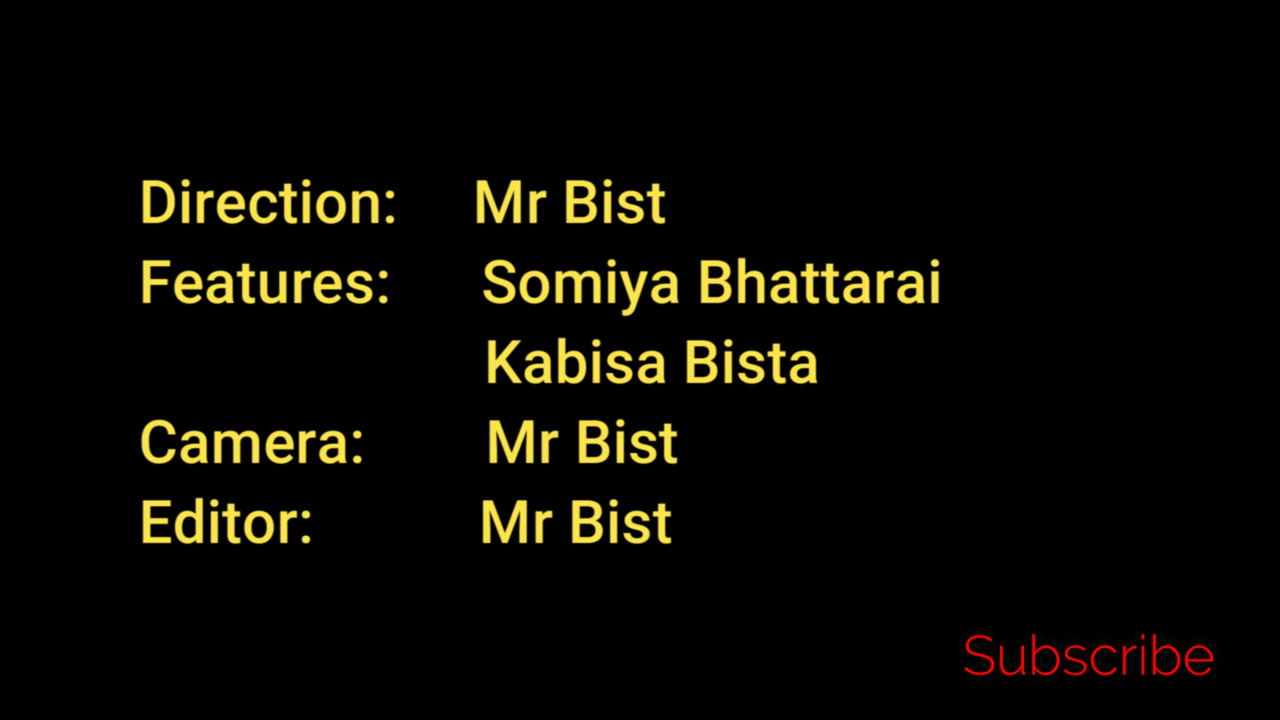 Direction: Mr Bist
Features: Somiya Bhattarai
Kabisa Bista
Camera: Mr Bist
Editor: Mr Bist
Subscribe